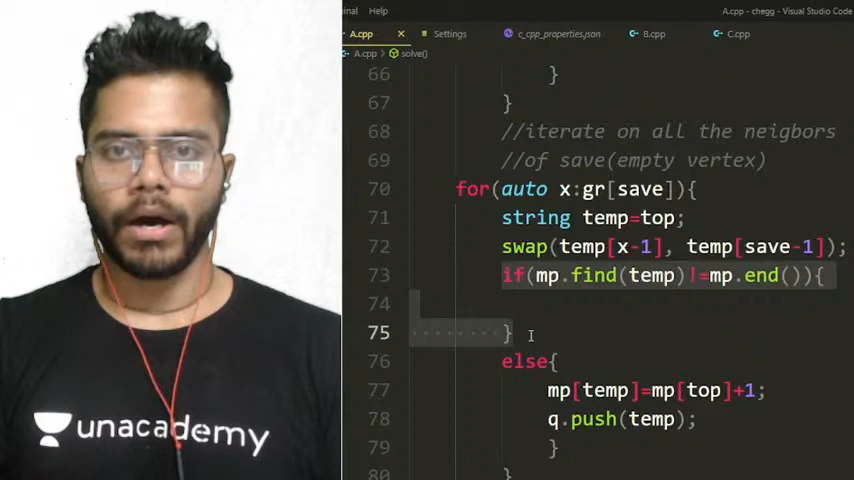 inal Help A.cpp - chegg - Visual Studio Code
A.cpp × Settings c_cpp_properties.json B.cpp C.cpp
A.cpp > solve()
66 }
67 }
68 //iterate on all the neigbors
69 //of save(empty vertex)
70 for(auto x:gr[save]){
71 string temp=top;
72 swap(temp[x-1], temp[save-1]);
73 if(mp.find(temp)!=mp.end()){
74
75 }
76 else{
77 mp[temp]=mp[top]+1;
78 q.push(temp);
79 }
80 }
unacademy